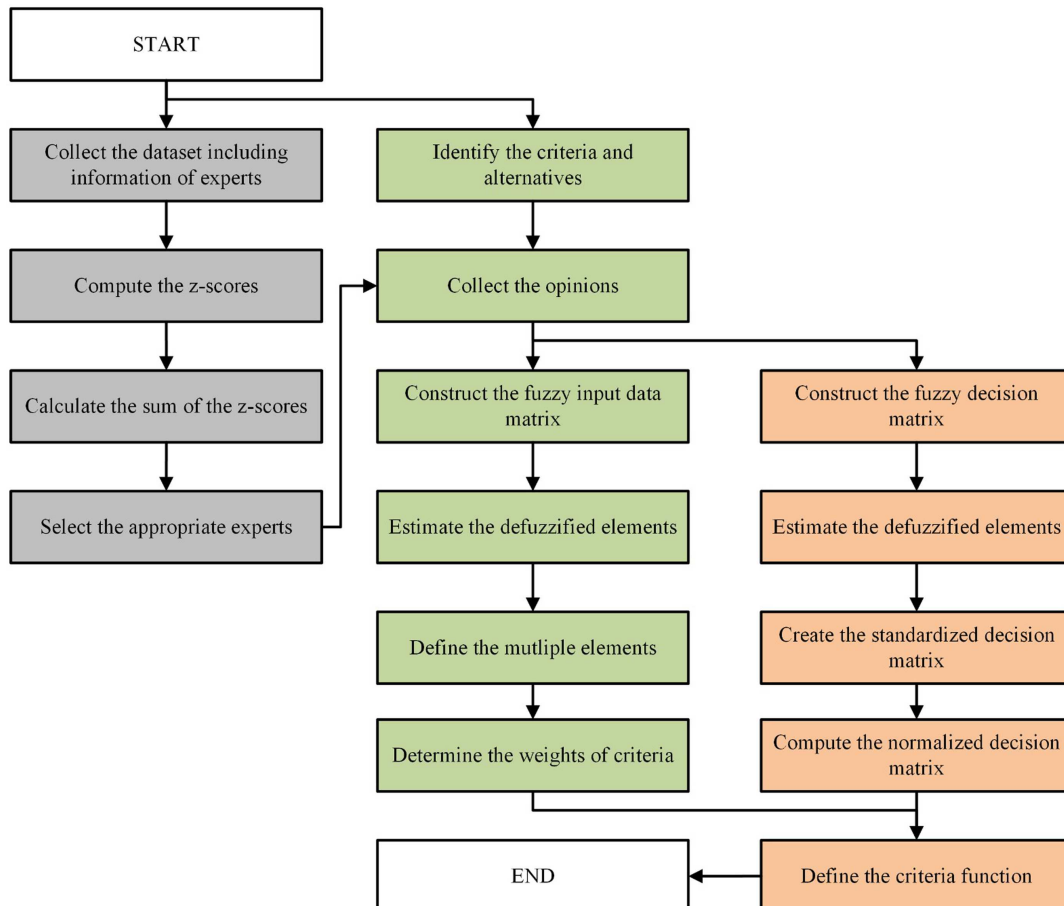 START
Collect the dataset including
information of experts
Compute the z-scores
Calculate the sum of the z-scores
Select the appropriate experts
Identify the criteria and
alternatives
Collect the opinions
Construct the fuzzy input data
matrix
Estimate the defuzzified elements
Define the mutliple elements
Determine the weights of criteria
Construct the fuzzy decision
matrix
Estimate the defuzzified elements
Create the standardized decision
matrix
Compute the normalized decision
matrix
Define the criteria function
END